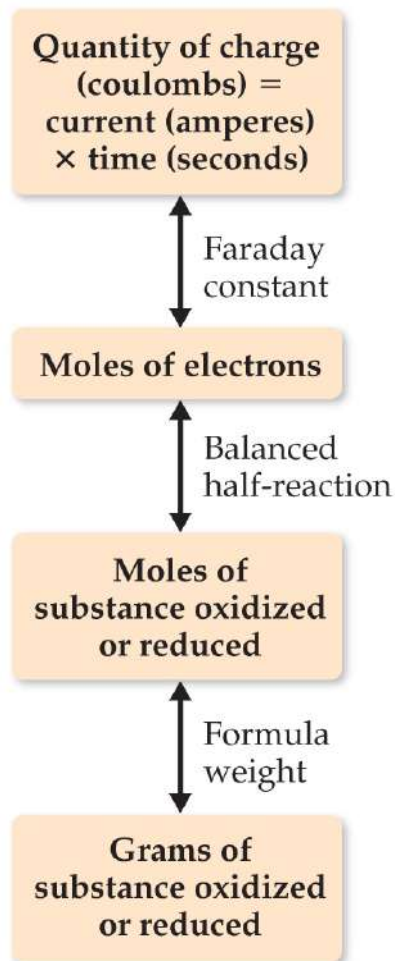 Quantity of charge
(coulombs) =
current (amperes)
× time (seconds)
Faraday
constant
Moles of electrons
Balanced
half-reaction
Moles of
substance oxidized
or reduced
Formula
weight
Grams of
substance oxidized
or reduced